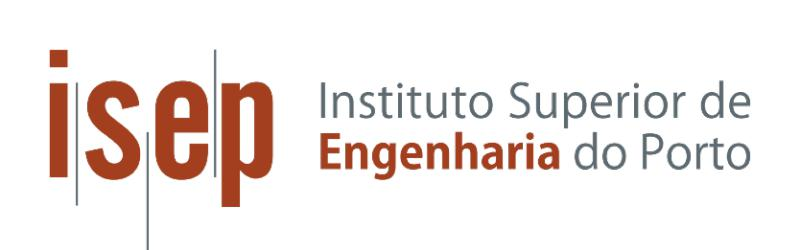 isep
Instituto Superior de
Engenharia do Porto